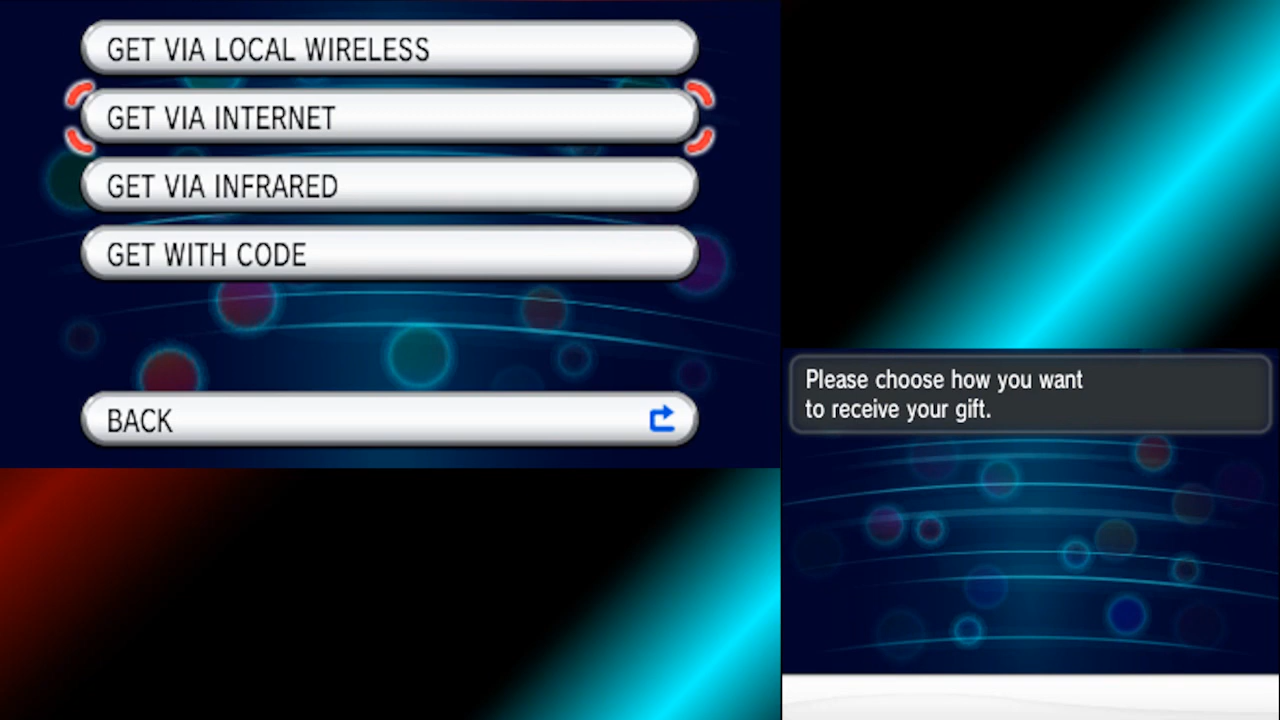 GET VIA LOCAL WIRELESS
GET VIA INTERNET
GET VIA INFRARED
GET WITH CODE
BACK
Please choose how you want
to receive your gift.